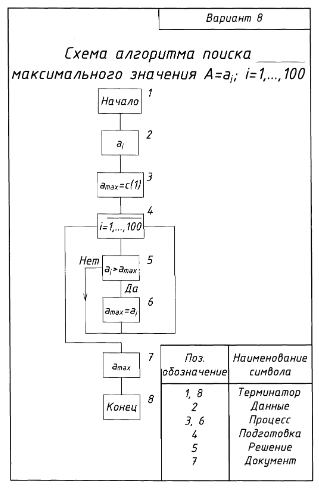 Вариант 8
Схема алгоритма поиска
максимального значения A=aᵢ; i=1,...,100
1
Начало
2
aᵢ
3
aₘₐₓ=c(1)
4
i=1,...,100
Нет
5
aᵢ>aₘₐₓ
Да
6
aₘₐₓ=aᵢ
7
aₘₐₓ
8
Конец
Поз. обозначение Наименование символа
1, 8 Терминатор
2 Данные
3, 6 Процесс
4 Подготовка
5 Решение
7 Документ